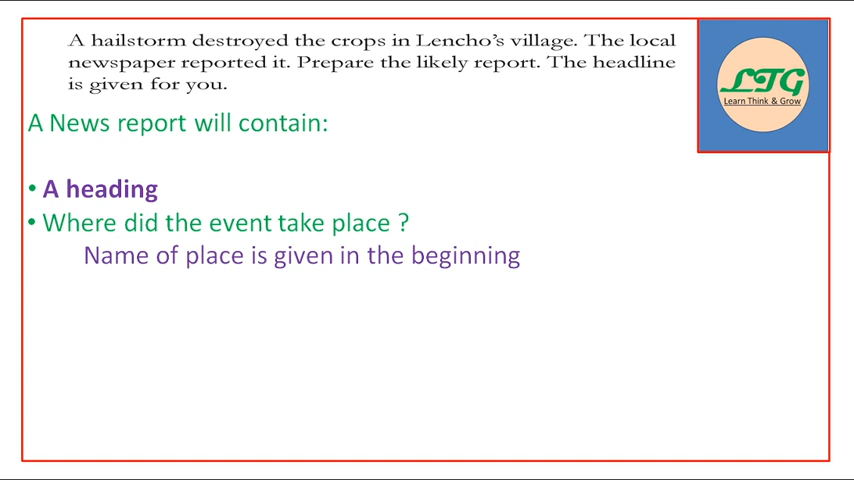 A hailstorm destroyed the crops in Lencho's village. The local
newspaper reported it. Prepare the likely report. The headline
is given for you.
LTG
Learn Think & Grow
A News report will contain:
• A heading
• Where did the event take place ?
Name of place is given in the beginning